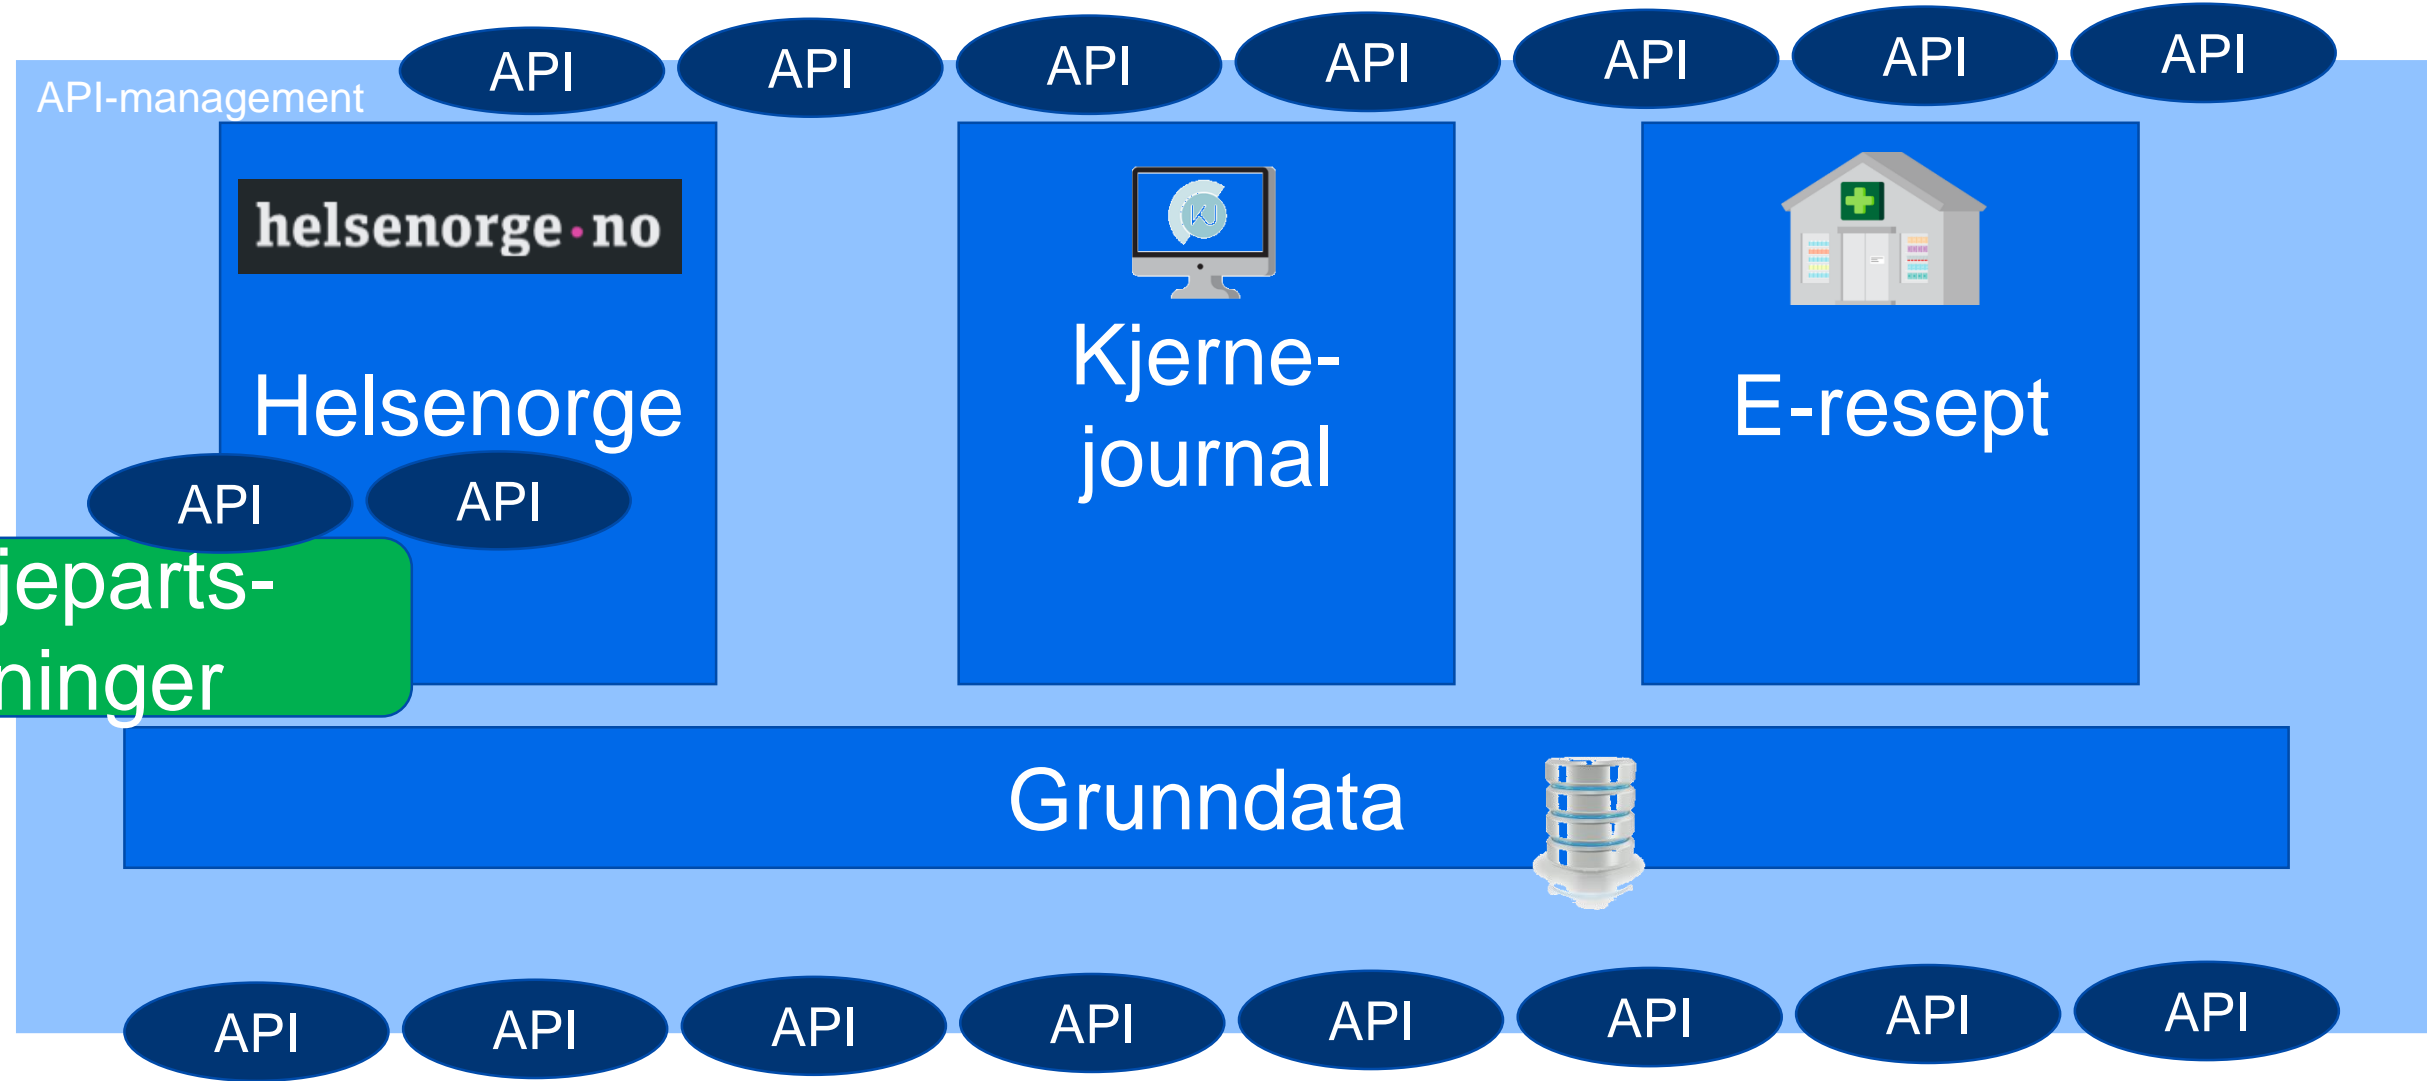 API API API API API API API
API-management
helsenorge.no
KJ
Helsenorge
Kjerne-
journal
E-resept
API API
jeparts-
ninger
Grunndata
API API API API API API API API